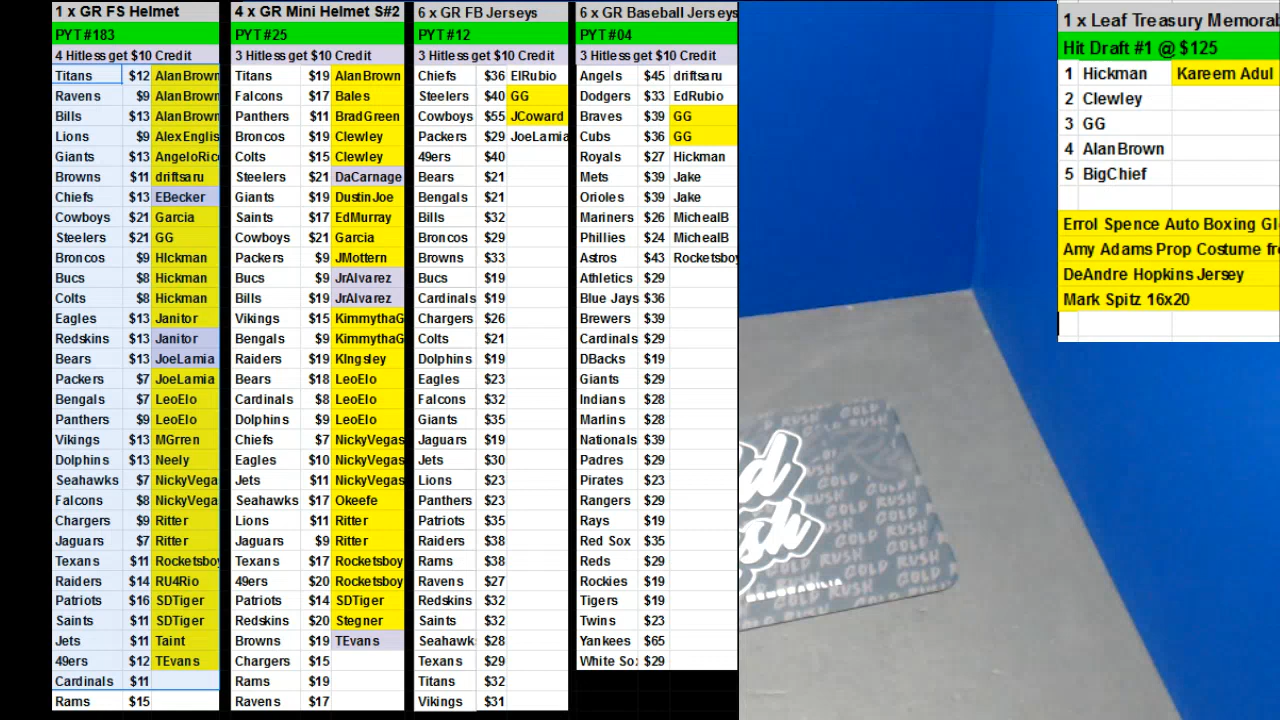 1 x GR FS Helmet
PYT #183
4 Hitless get $10 Credit
Titans $12 AlanBrown
Ravens $9 AlanBrown
Bills $13 AlanBrown
Lions $9 AlexEnglis
Giants $13 AngeloRic
Browns $11 driftsaru
Chiefs $13 EBecker
Cowboys $21 Garcia
Steelers $21 GG
Broncos $9 Hickman
Bucs $8 Hickman
Colts $8 Hickman
Eagles $13 Janitor
Redskins $13 Janitor
Bears $13 JoeLamia
Packers $7 JoeLamia
Bengals $7 LeoElo
Panthers $9 LeoElo
Vikings $13 MGrren
Dolphins $13 Neely
Seahawks $7 NickyVega
Falcons $8 NickyVega
Chargers $9 Ritter
Jaguars $7 Ritter
Texans $11 Rocketsboy
Raiders $14 RU4Rio
Patriots $16 SDTiger
Saints $11 SDTiger
Jets $11 Taint
49ers $12 TEvans
Cardinals $11
Rams $15
4 x GR Mini Helmet S#2
PYT #25
3 Hitless get $10 Credit
Titans $19 AlanBrown
Falcons $17 Bales
Panthers $11 BradGreen
Broncos $19 Clewley
Colts $15 Clewley
Steelers $21 DaCarnage
Giants $19 DustinJoe
Saints $17 EdMurray
Cowboys $21 Garcia
Packers $9 JMottern
Bucs $9 JrAlvarez
Bills $19 JrAlvarez
Vikings $15 KimmythaG
Bengals $9 KimmythaG
Raiders $19 KIngsley
Bears $18 LeoElo
Cardinals $8 LeoElo
Dolphins $9 LeoElo
Chiefs $7 NickyVegas
Eagles $10 NickyVegas
Jets $11 NickyVegas
Seahawks $17 Okeefe
Lions $11 Ritter
Jaguars $9 Ritter
Texans $17 Rocketsboy
49ers $20 Rocketsboy
Patriots $14 SDTiger
Redskins $20 Stegner
Browns $19 TEvans
Chargers $15
Rams $19
Ravens $17
6 x GR FB Jerseys
PYT #12
3 Hitless get $10 Credit
Chiefs $36 ElRubio
Steelers $40 GG
Cowboys $55 JCoward
Packers $29 JoeLamia
49ers $40
Bears $21
Bengals $21
Bills $32
Broncos $29
Browns $33
Bucs $19
Cardinals $19
Chargers $26
Colts $21
Dolphins $19
Eagles $23
Falcons $32
Giants $35
Jaguars $19
Jets $30
Lions $23
Panthers $23
Patriots $35
Raiders $38
Rams $38
Ravens $27
Redskins $32
Saints $32
Seahawk $28
Texans $29
Titans $32
Vikings $31
6 x GR Baseball Jerseys
PYT #04
3 Hitless get $10 Credit
Angels $45 driftsaru
Dodgers $33 EdRubio
Braves $39 GG
Cubs $36 GG
Royals $27 Hickman
Mets $39 Jake
Orioles $39 Jake
Mariners $26 MichealB
Phillies $24 MichealB
Astros $43 Rocketsboy
Athletics $29
Blue Jays $36
Brewers $39
Cardinals $29
DBacks $19
Giants $29
Indians $28
Marlins $28
Nationals $39
Padres $29
Pirates $23
Rangers $29
Rays $19
Red Sox $35
Reds $29
Rockies $19
Tigers $19
Twins $23
Yankees $65
White So $29
1 x Leaf Treasury Memorab
Hit Draft #1 @ $125
1 Hickman Kareem Adul
2 Clewley
3 GG
4 AlanBrown
5 BigChief
Errol Spence Auto Boxing Gl
Amy Adams Prop Costume fro
DeAndre Hopkins Jersey
Mark Spitz 16x20
GOLD RUSH